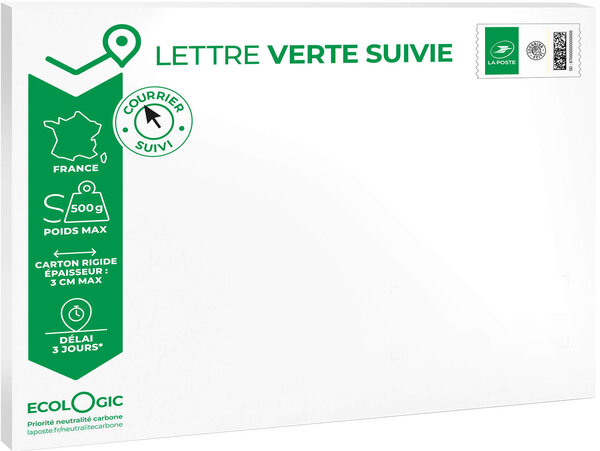 LETTRE VERTE SUIVIE
LA POSTE
COURRIER
SUIVI
FRANCE
S 500g
POIDS MAX
CARTON RIGIDE
ÉPAISSEUR :
3 CM MAX
DÉLAI
3 JOURS*
ECOLOGIC
Priorité neutralité carbone
laposte.fr/neutralitecarbone